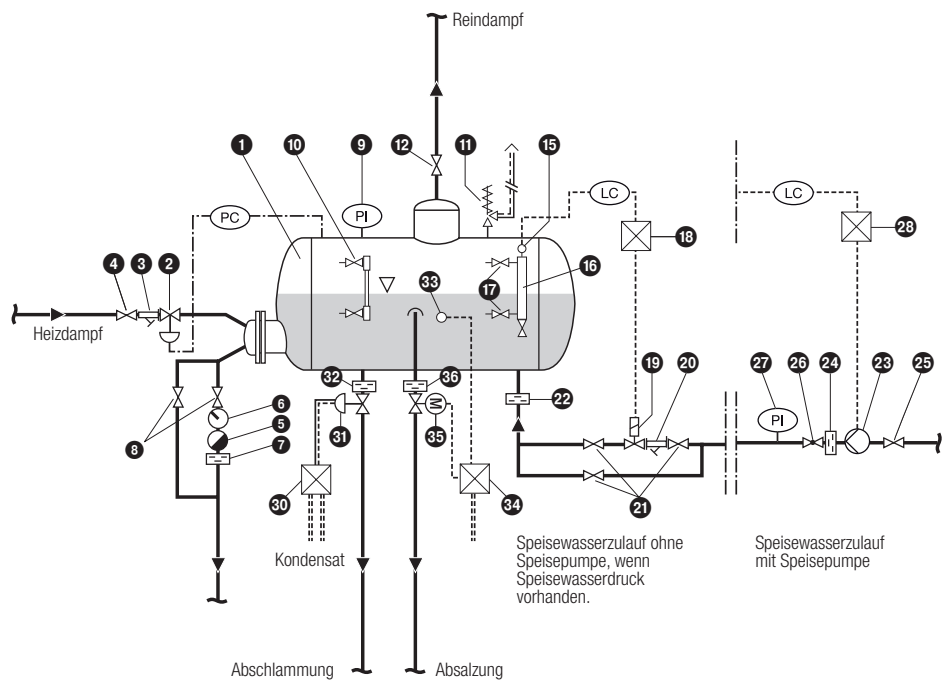 Reindampf
1
10
9
12
11
15
PC
PI
LC
LC
18
28
4
3
2
16
33
17
Heizdampf
32
36
22
19
20
27
26
24
23
25
PI
6
5
8
7
31
M
35
30
34
21
Kondensat
Speisewasserzulauf ohne
Speisepumpe, wenn
Speisewasserdruck
vorhanden.
Speisewasserzulauf
mit Speisepumpe
Abschlammung
Absalzung